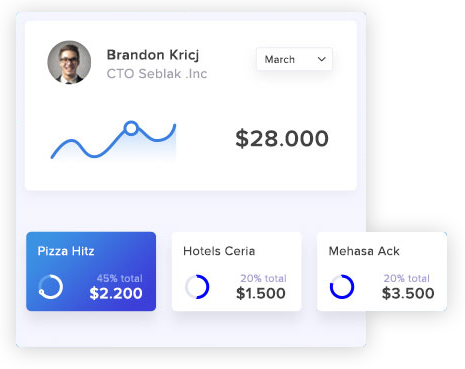 Brandon Kricj
CTO Seblak .Inc
March
$28.000
Pizza Hitz
45% total
$2.200
Hotels Ceria
20% total
$1.500
Mehasa Ack
20% total
$3.500